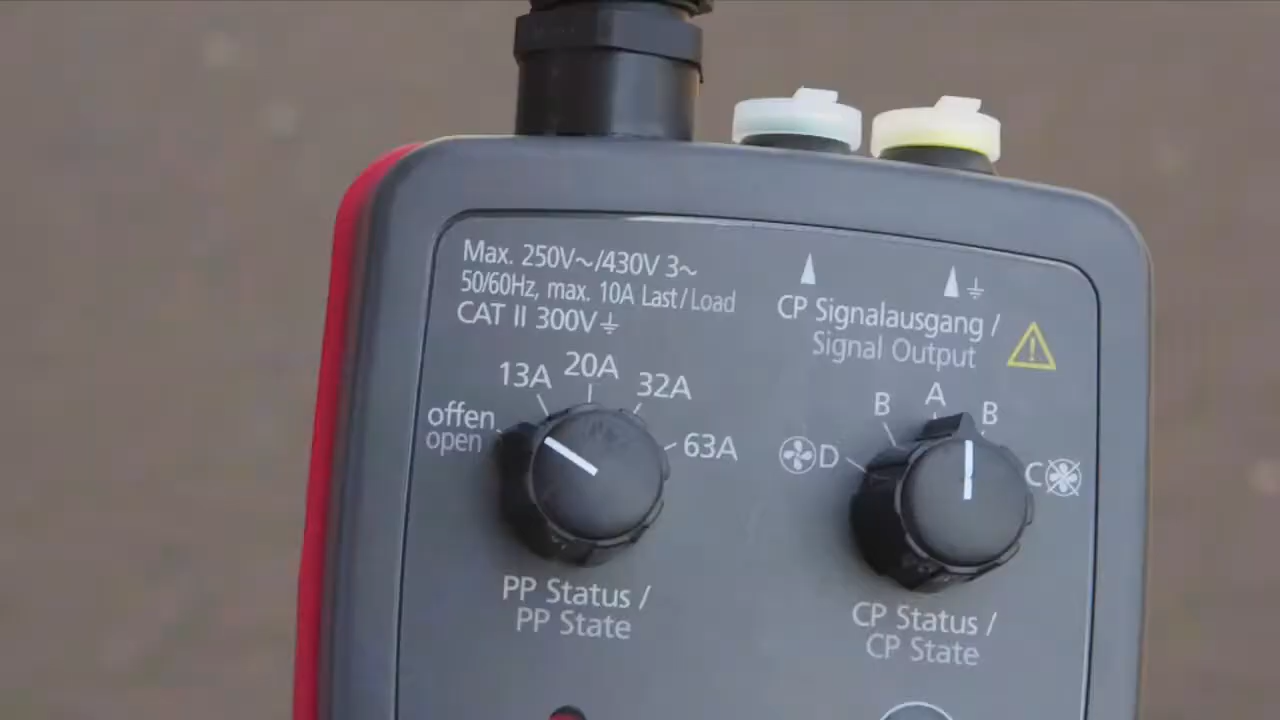 Max. 250V~/430V 3~
50/60Hz, max. 10A Last/Load
CAT II 300V
CP Signalausgang /
Signal Output
offen
open
13A
20A
32A
63A
D
B
A
B
C
PP Status /
PP State
CP Status /
CP State